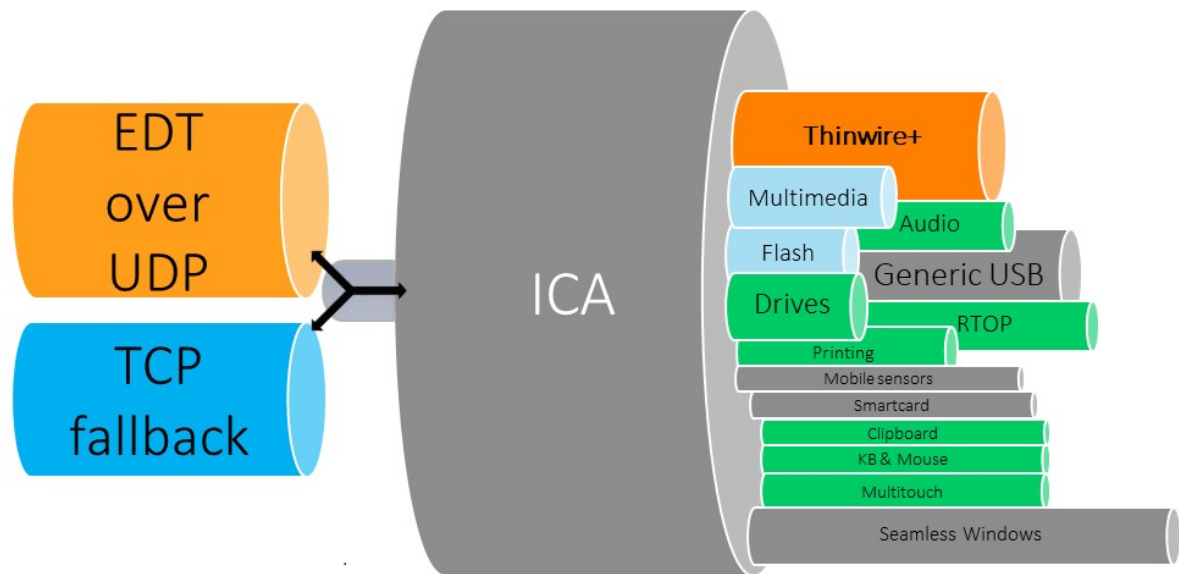 EDT
over
UDP
TCP
fallback
ICA
Thinwire+
Multimedia
Audio
Flash
Generic USB
Drives
RTOP
Printing
Mobile sensors
Smartcard
Clipboard
KB & Mouse
Multitouch
Seamless Windows